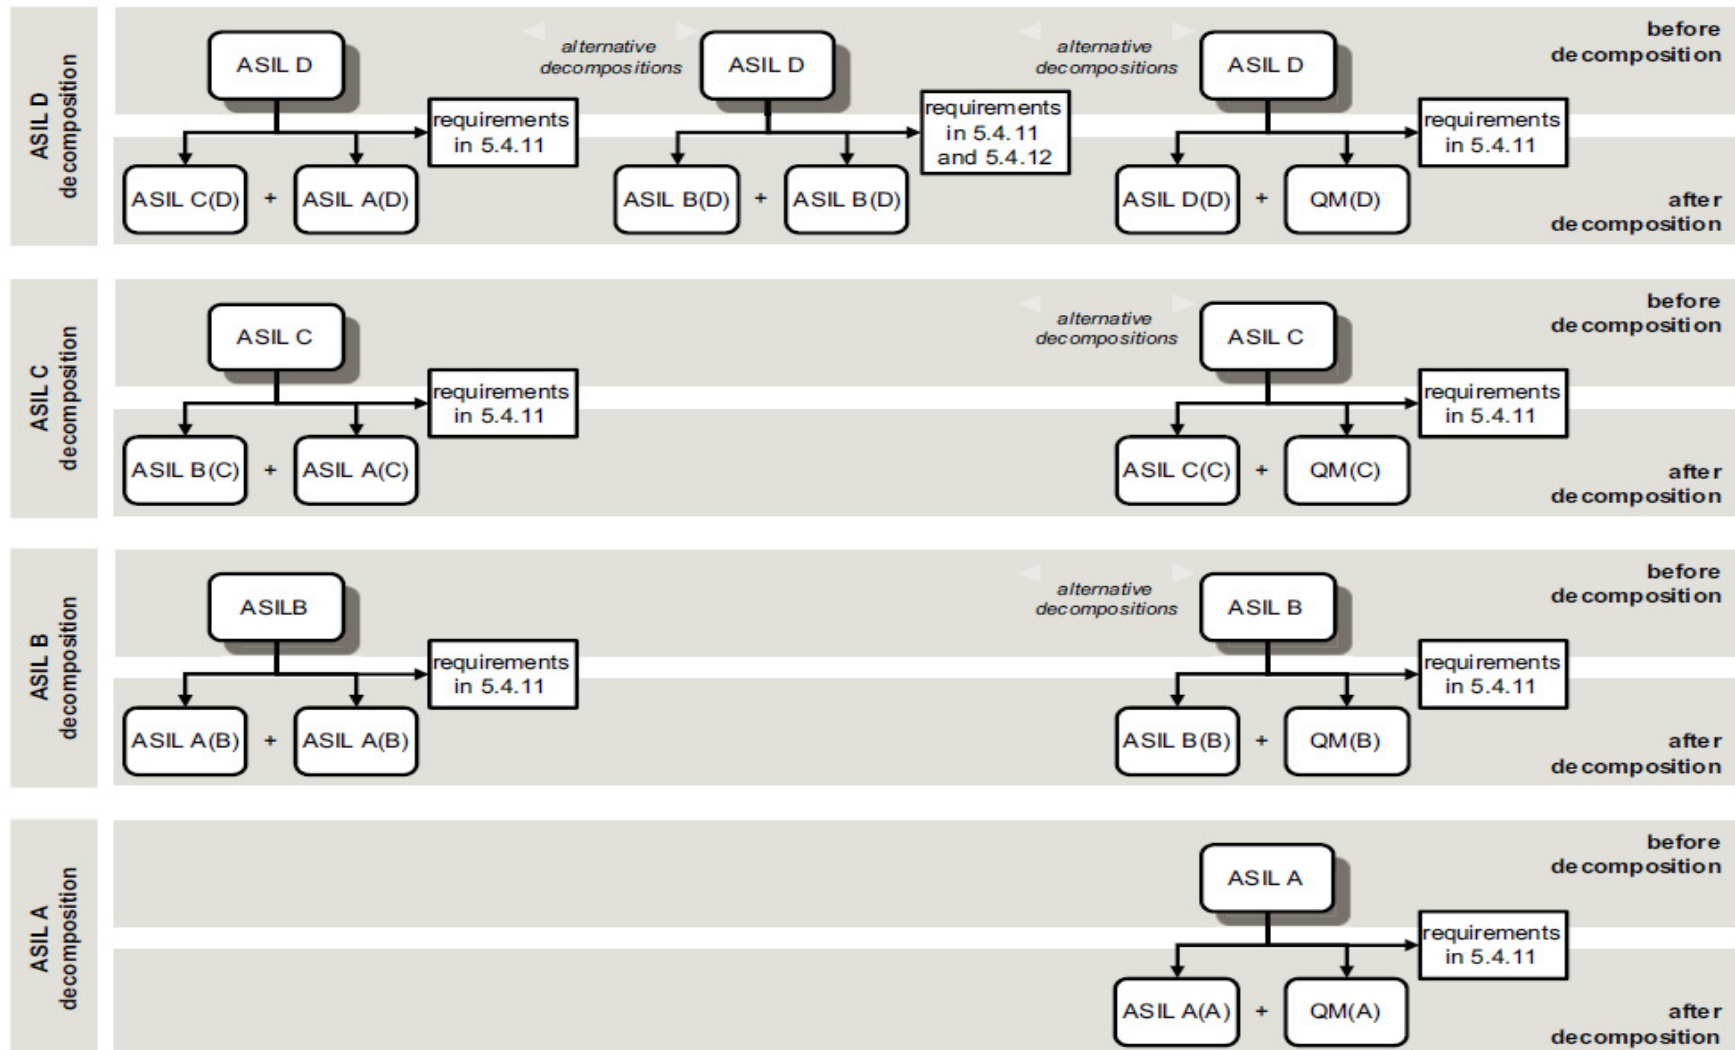 ASIL D
decomposition
ASIL D
alternative
decompositions
ASIL D
alternative
decompositions
ASIL D
before
decomposition
requirements
in 5.4.11
requirements
in 5.4.11
and 5.4.12
requirements
in 5.4.11
ASIL C(D) + ASIL A(D)
ASIL B(D) + ASIL B(D)
ASIL D(D) + QM(D)
after
decomposition
ASIL C
decomposition
ASIL C
alternative
decompositions
ASIL C
before
decomposition
requirements
in 5.4.11
requirements
in 5.4.11
ASIL B(C) + ASIL A(C)
ASIL C(C) + QM(C)
after
decomposition
ASIL B
decomposition
ASILB
alternative
decompositions
ASIL B
before
decomposition
requirements
in 5.4.11
requirements
in 5.4.11
ASIL A(B) + ASIL A(B)
ASIL B(B) + QM(B)
after
decomposition
ASIL A
decomposition
ASIL A
before
decomposition
requirements
in 5.4.11
ASIL A(A) + QM(A)
after
decomposition